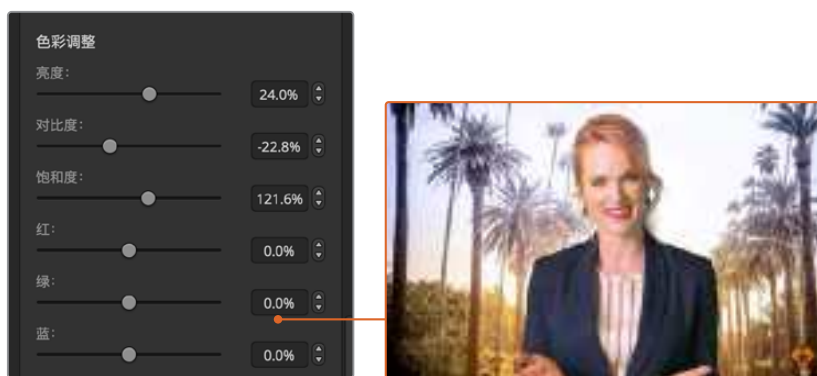 色彩调整
亮度：
24.0%
对比度：
-22.8%
饱和度：
121.6%
红：
0.0%
绿：
0.0%
蓝：
0.0%